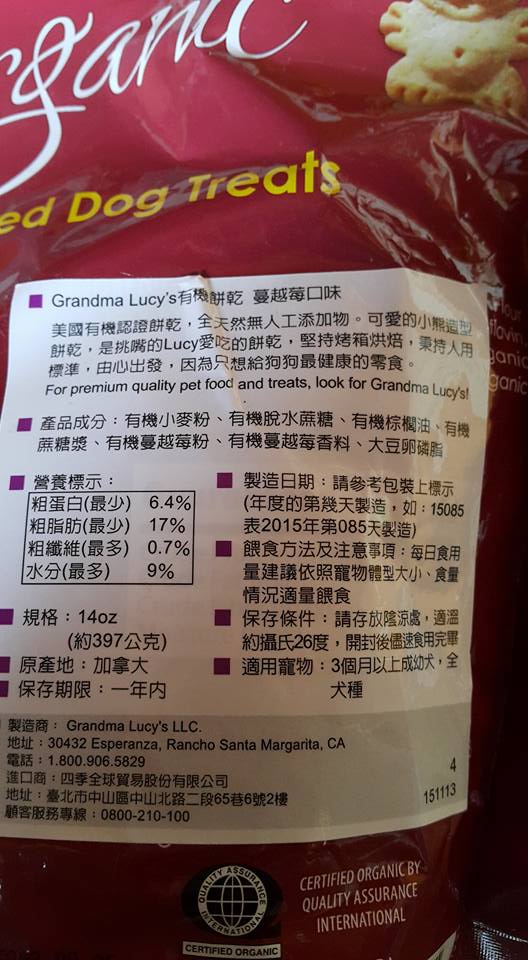 ganic
ed Dog Treats
Grandma Lucy's有機餅乾 蔓越莓口味
美國有機認證餅乾，全天然無人工添加物。可愛的小熊造型
餅乾，是挑嘴的Lucy愛吃的餅乾，堅持烤箱烘焙，秉持人用
標準，由心出發，因為只想給狗狗最健康的零食。
For premium quality pet food and treats, look for Grandma Lucy's!
產品成分：有機小麥粉、有機脫水蔗糖、有機棕櫚油、有機
蔗糖漿、有機蔓越莓粉、有機蔓越莓香料、大豆卵磷脂
營養標示：
粗蛋白(最少) 6.4%
粗脂肪(最少) 17%
粗纖維(最多) 0.7%
水分(最多) 9%
規格：14oz
(約397公克)
原產地：加拿大
保存期限：一年內
製造日期：請參考包裝上標示
(年度的第幾天製造，如：15085
表2015年第085天製造)
餵食方法及注意事項：每日食用
量建議依照寵物體型大小、食量
情況適量餵食
保存條件：請存放陰涼處，適溫
約攝氏26度，開封後儘速食用完畢
適用寵物：3個月以上成幼犬，全
犬種
製造商： Grandma Lucy's LLC.
地址：30432 Esperanza, Rancho Santa Margarita, CA
電話：1.800.906.5829
進口商：四季全球貿易股份有限公司
地址：臺北市中山區中山北路二段65巷6號2樓
顧客服務專線：0800-210-100
4
151113
QUALITY ASSURANCE
INTERNATIONAL
CERTIFIED ORGANIC
CERTIFIED ORGANIC BY
QUALITY ASSURANCE
INTERNATIONAL